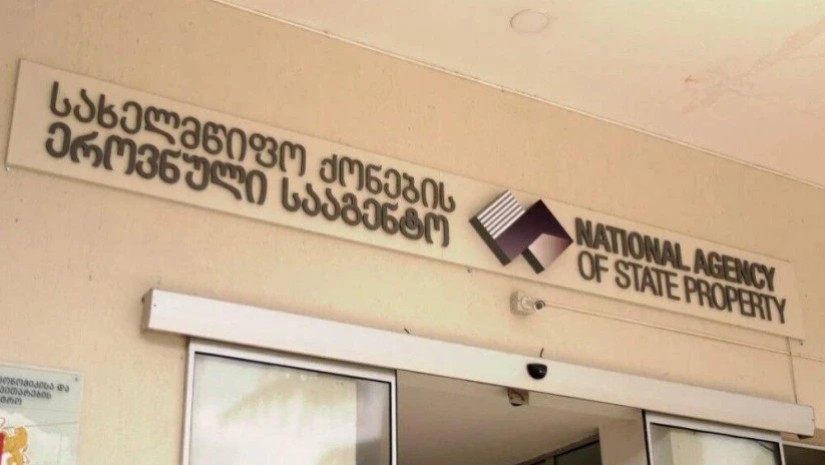 სახელმწიფო ქონების
ეროვნული სააგენტო
NATIONAL AGENCY
OF STATE PROPERTY